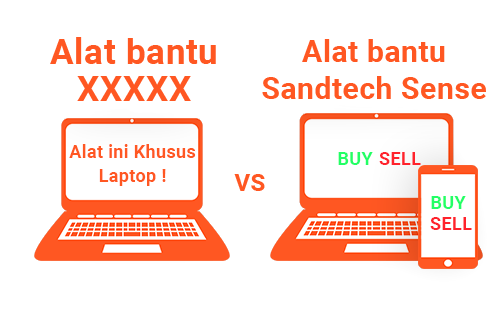 Alat bantu
XXXXX
Alat ini Khusus
Laptop !
vs
Alat bantu
Sandtech Sense
BUY SELL
BUY
SELL